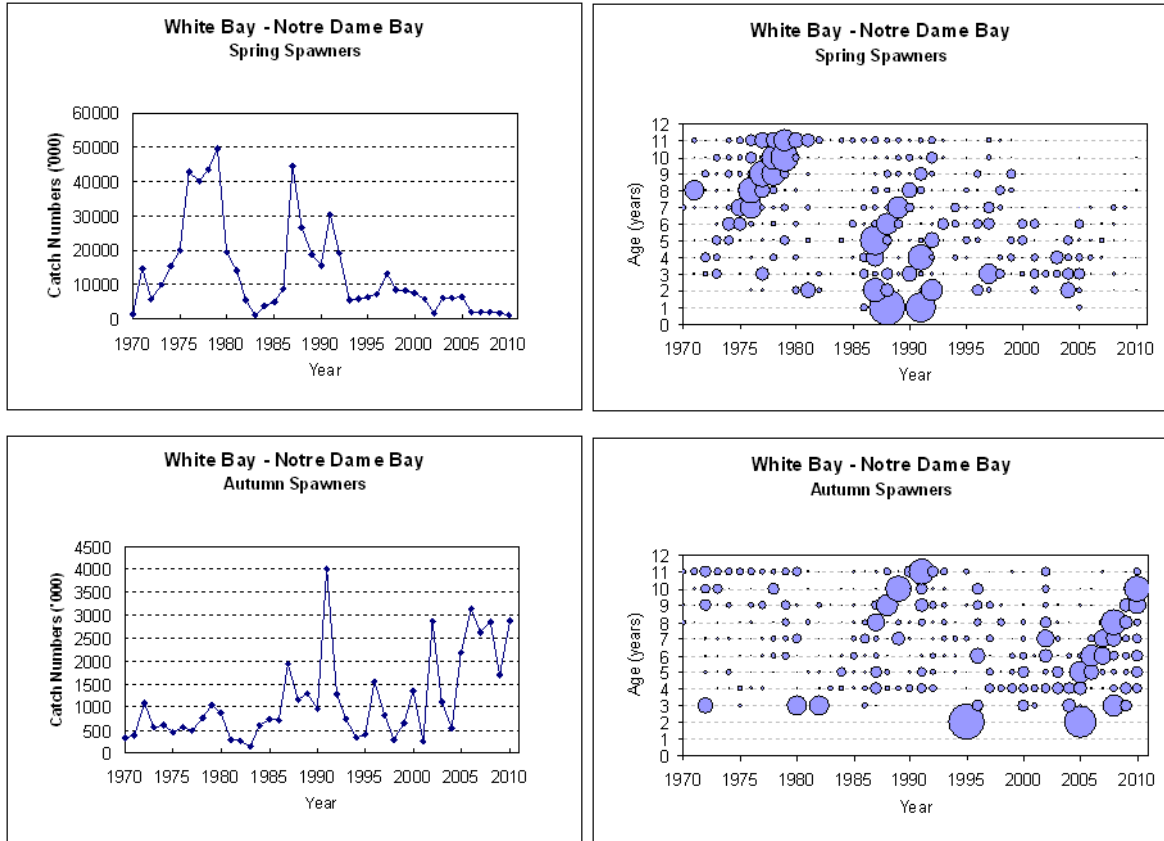 White Bay - Notre Dame Bay
Spring Spawners
Catch Numbers ('000)
60000
50000
40000
30000
20000
10000
0
1970 1975 1980 1985 1990 1995 2000 2005 2010
Year
White Bay - Notre Dame Bay
Spring Spawners
Age (years)
12
11
10
9
8
7
6
5
4
3
2
1
0
1970 1975 1980 1985 1990 1995 2000 2005 2010
Year
White Bay - Notre Dame Bay
Autumn Spawners
Catch Numbers ('000)
4500
4000
3500
3000
2500
2000
1500
1000
500
0
1970 1975 1980 1985 1990 1995 2000 2005 2010
Year
White Bay - Notre Dame Bay
Autumn Spawners
Age (years)
12
11
10
9
8
7
6
5
4
3
2
1
0
1970 1975 1980 1985 1990 1995 2000 2005 2010
Year